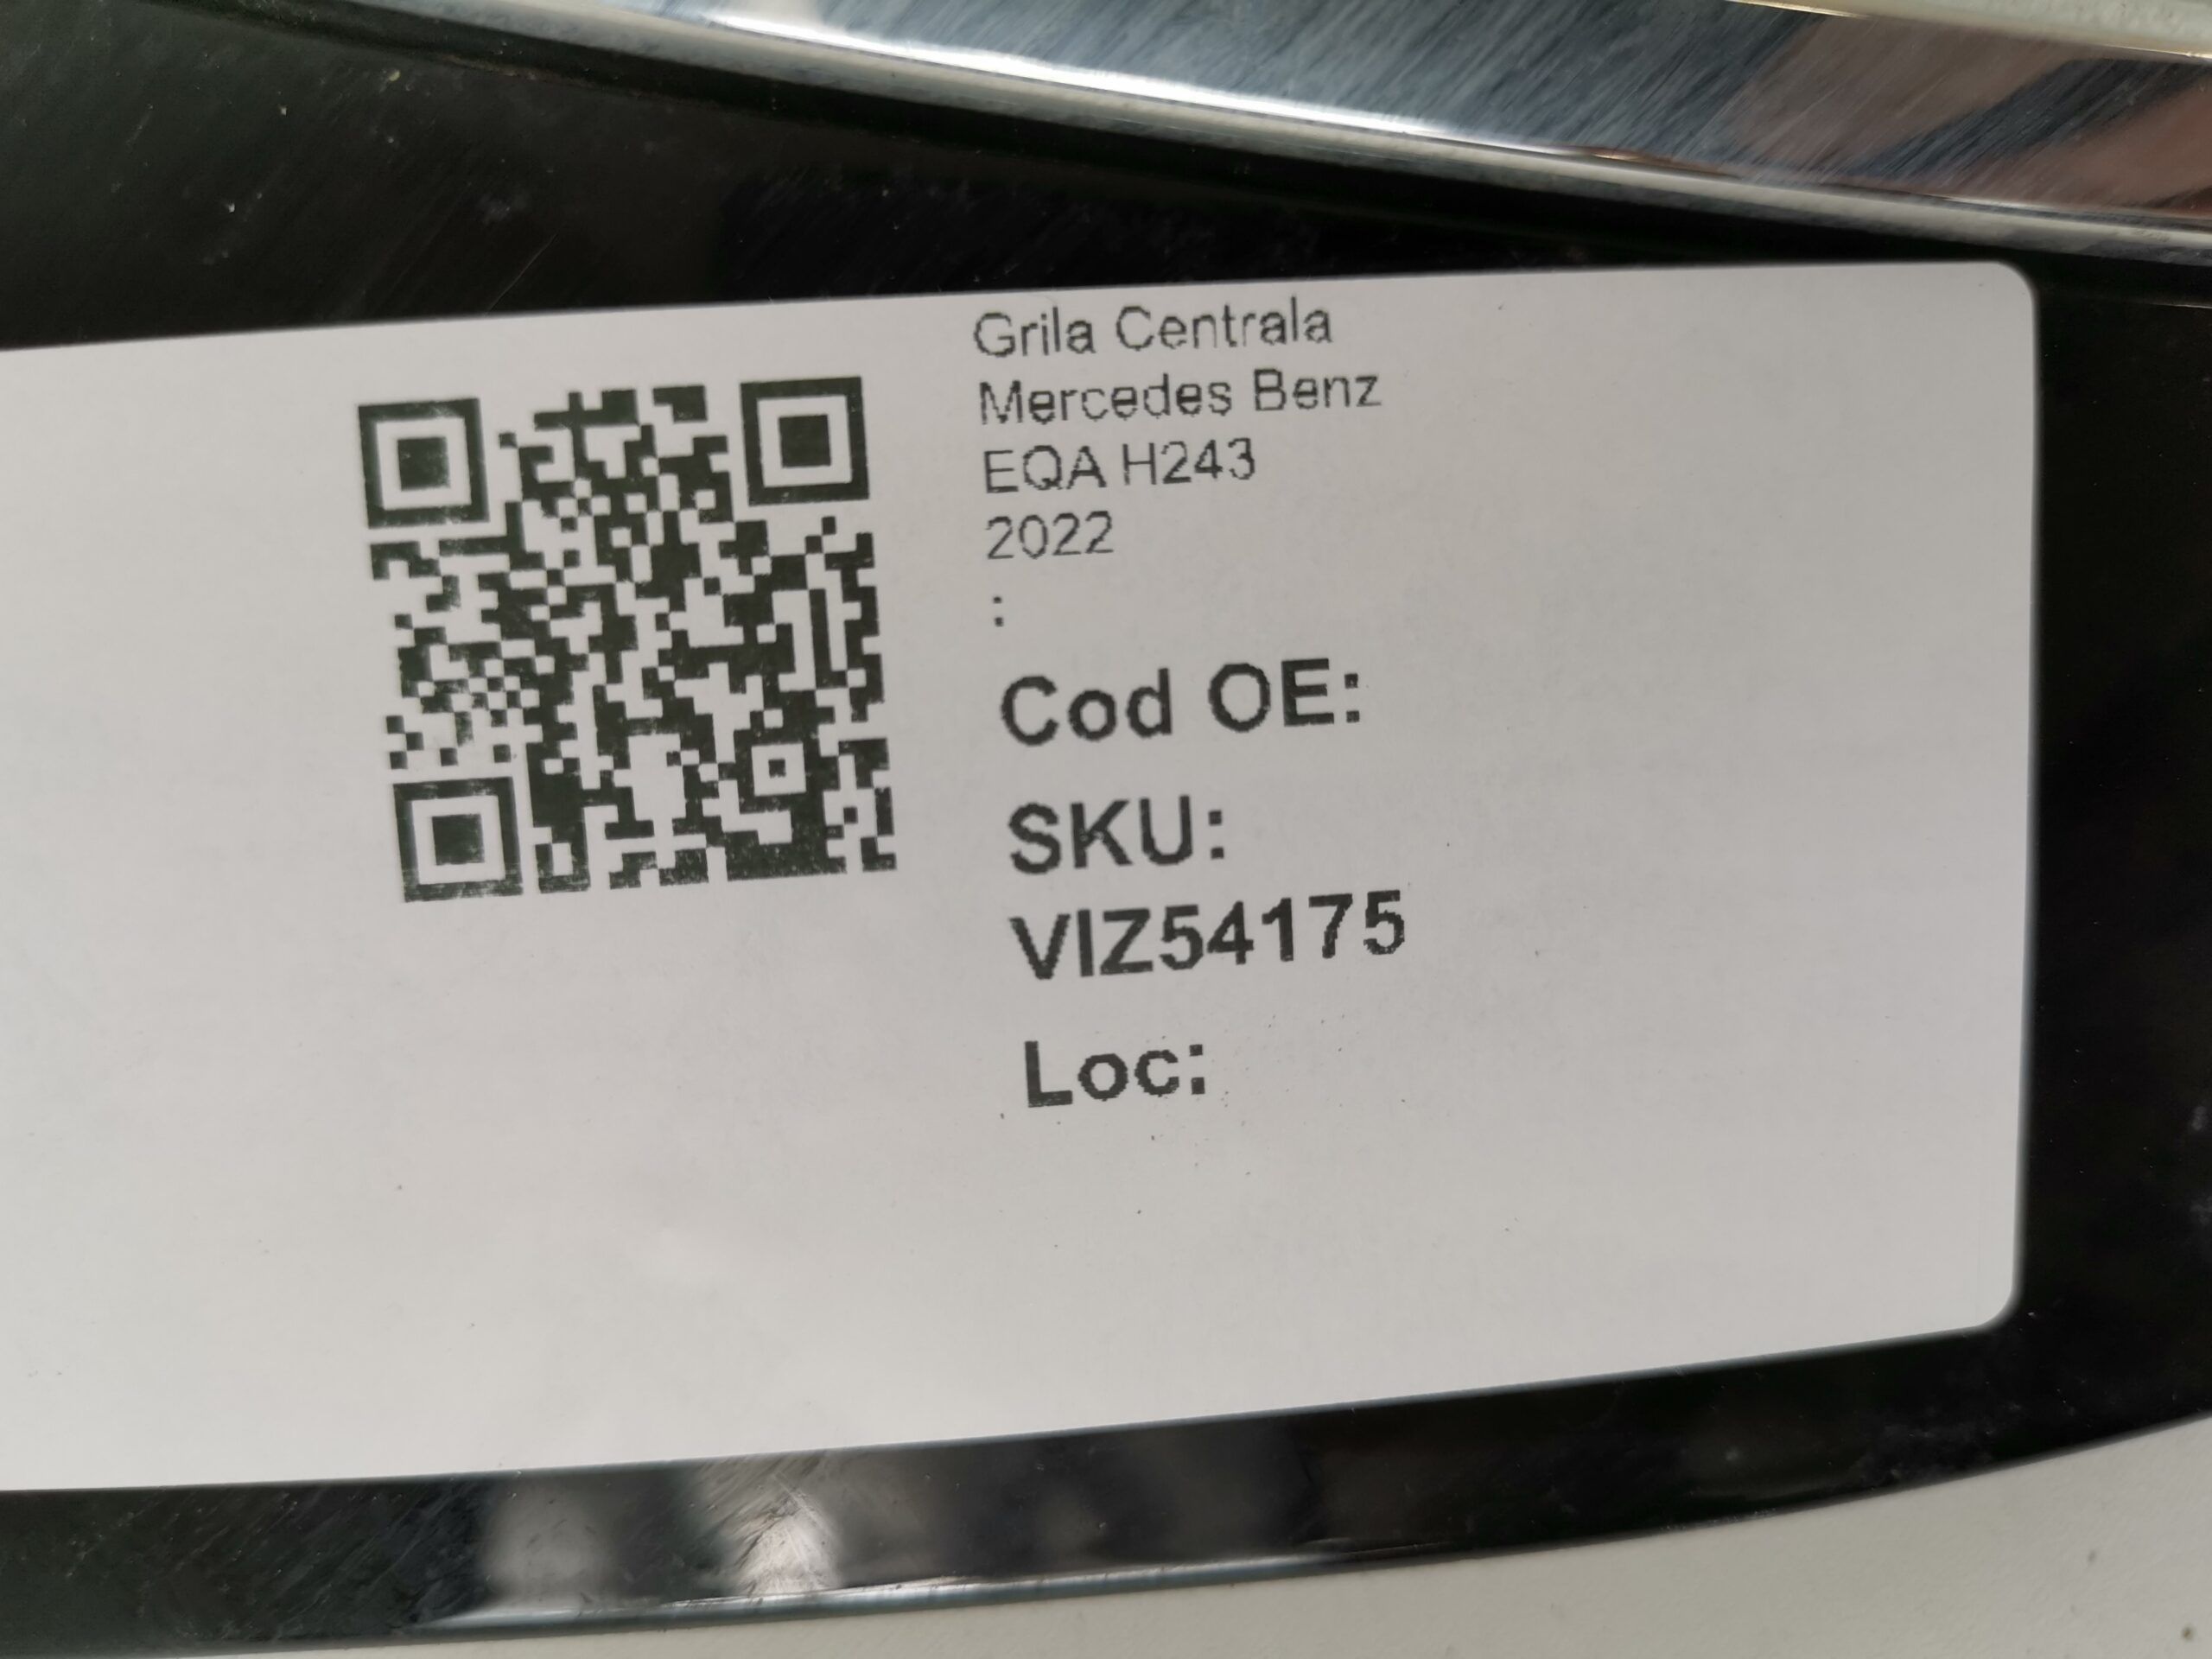 Grila Centrala
Mercedes Benz
EQA H243
2022
:
Cod OE:
SKU:
VIZ54175
Loc: